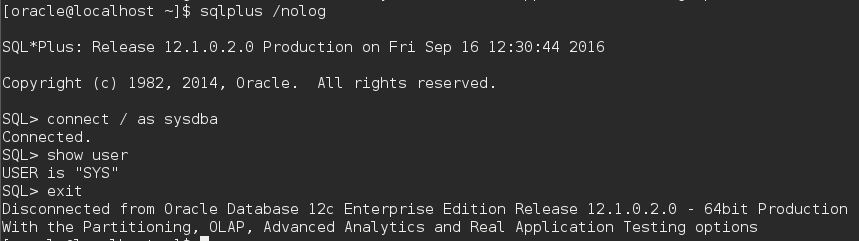 [oracle@localhost ~]$ sqlplus /nolog
SQL*Plus: Release 12.1.0.2.0 Production on Fri Sep 16 12:30:44 2016
Copyright (c) 1982, 2014, Oracle.  All rights reserved.
SQL> connect / as sysdba
Connected.
SQL> show user
USER is "SYS"
SQL> exit
Disconnected from Oracle Database 12c Enterprise Edition Release 12.1.0.2.0 - 64bit Production
With the Partitioning, OLAP, Advanced Analytics and Real Application Testing options